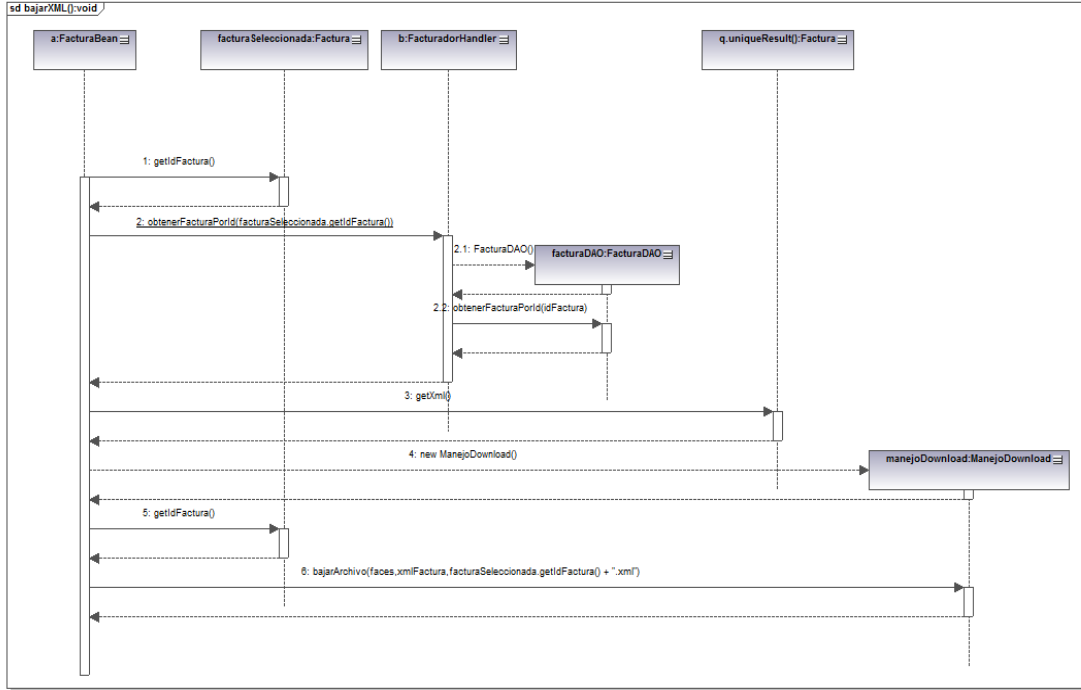 sd bajarXML():void
a:FacturaBean
facturaSeleccionada:Factura
b:FacturadorHandler
q.uniqueResult():Factura
1: getIdFactura()
2: obtenerFacturaPorId(facturaSeleccionada.getIdFactura())
2.1: FacturaDAO()
facturaDAO:FacturaDAO
2.2: obtenerFacturaPorId(idFactura)
3: getXml()
4: new ManejoDownload()
manejoDownload:ManejoDownload
5: getIdFactura()
6: bajarArchivo(faces,xmlFactura,facturaSeleccionada.getIdFactura() + ".xml")